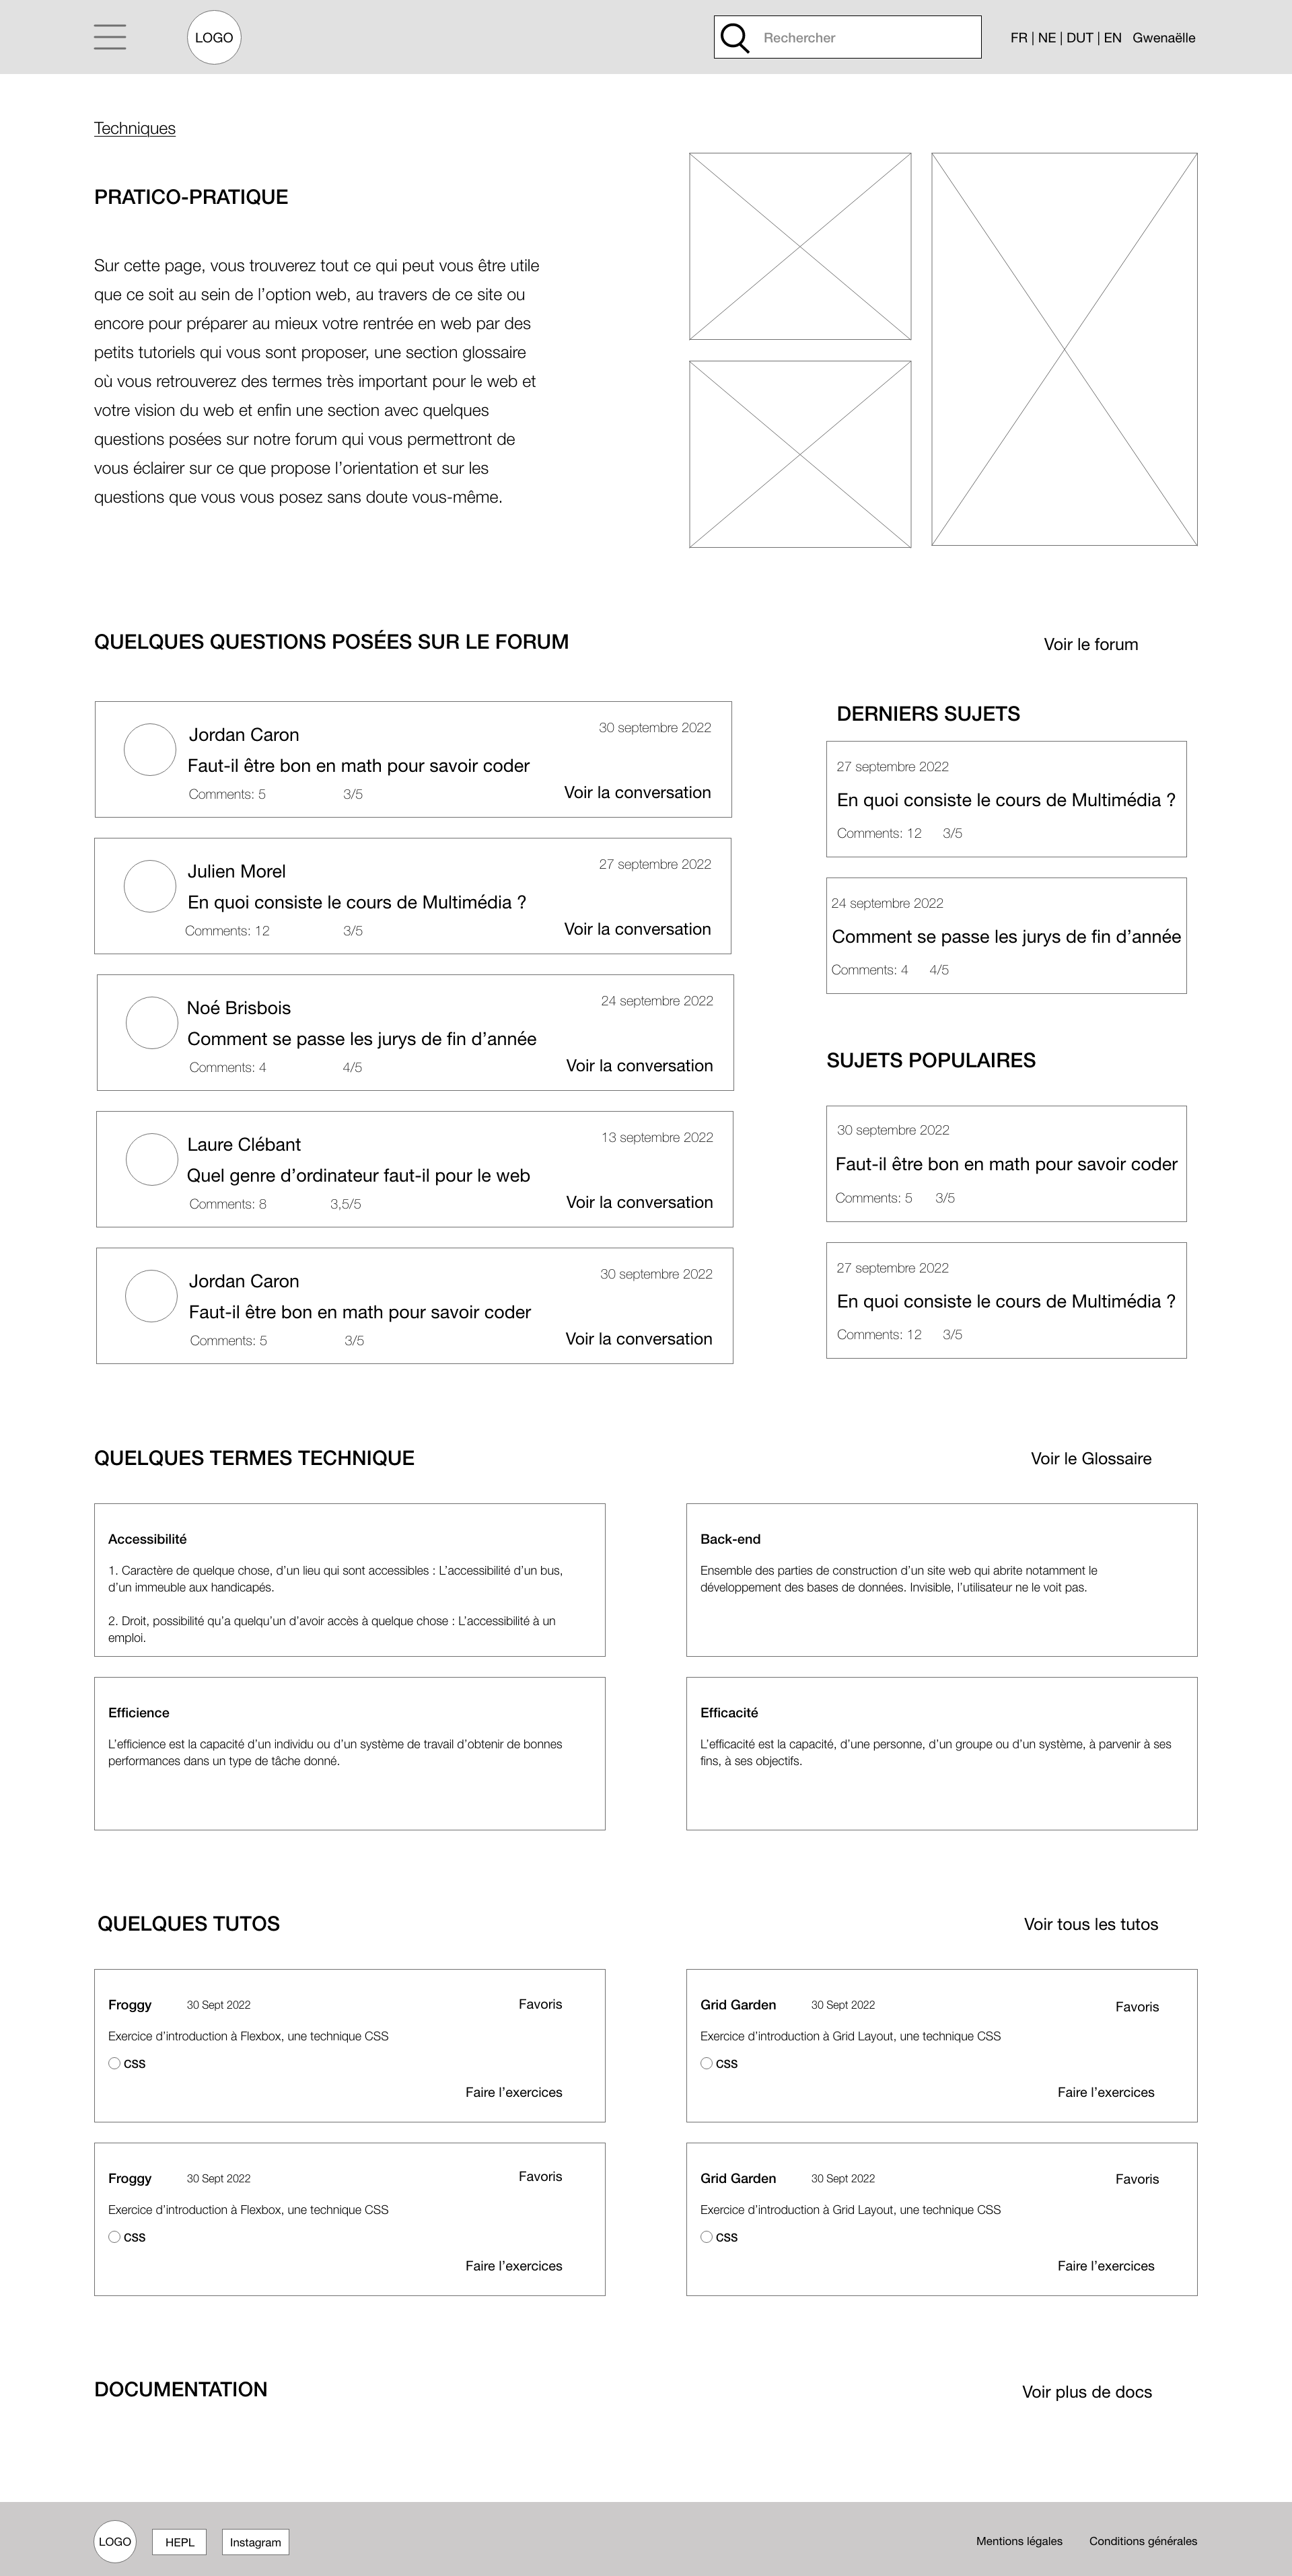 LOGO
Rechercher
FR | NE | DUT | EN Gwenaëlle
Techniques
PRATICO-PRATIQUE
Sur cette page, vous trouverez tout ce qui peut vous être utile
que ce soit au sein de l’option web, au travers de ce site ou
encore pour préparer au mieux votre rentrée en web par des
petits tutoriels qui vous sont proposer, une section glossaire
où vous retrouverez des termes très important pour le web et
votre vision du web et enfin une section avec quelques
questions posées sur notre forum qui vous permettront de
vous éclairer sur ce que propose l’orientation et sur les
questions que vous vous posez sans doute vous-même.
QUELQUES QUESTIONS POSÉES SUR LE FORUM
Voir le forum
Jordan Caron
30 septembre 2022
Faut-il être bon en math pour savoir coder
Comments: 5
3/5
Voir la conversation
Julien Morel
27 septembre 2022
En quoi consiste le cours de Multimédia ?
Comments: 12
3/5
Voir la conversation
Noé Brisbois
24 septembre 2022
Comment se passe les jurys de fin d’année
Comments: 4
4/5
Voir la conversation
Laure Clébant
13 septembre 2022
Quel genre d’ordinateur faut-il pour le web
Comments: 8
3,5/5
Voir la conversation
Jordan Caron
30 septembre 2022
Faut-il être bon en math pour savoir coder
Comments: 5
3/5
Voir la conversation
DERNIERS SUJETS
27 septembre 2022
En quoi consiste le cours de Multimédia ?
Comments: 12
3/5
24 septembre 2022
Comment se passe les jurys de fin d’année
Comments: 4
4/5
SUJETS POPULAIRES
30 septembre 2022
Faut-il être bon en math pour savoir coder
Comments: 5
3/5
27 septembre 2022
En quoi consiste le cours de Multimédia ?
Comments: 12
3/5
QUELQUES TERMES TECHNIQUE
Voir le Glossaire
Accessibilité
1. Caractère de quelque chose, d’un lieu qui sont accessibles : L’accessibilité d’un bus,
d’un immeuble aux handicapés.
2. Droit, possibilité qu’a quelqu’un d’avoir accès à quelque chose : L’accessibilité à un
emploi.
Back-end
Ensemble des parties de construction d’un site web qui abrite notamment le
développement des bases de données. Invisible, l’utilisateur ne le voit pas.
Efficience
L’efficience est la capacité d’un individu ou d’un système de travail d’obtenir de bonnes
performances dans un type de tâche donné.
Efficacité
L’efficacité est la capacité, d’une personne, d’un groupe ou d’un système, à parvenir à ses
fins, à ses objectifs.
QUELQUES TUTOS
Voir tous les tutos
Froggy
30 Sept 2022
Favoris
Exercice d’introduction à Flexbox, une technique CSS
CSS
Faire l’exercices
Grid Garden
30 Sept 2022
Favoris
Exercice d’introduction à Grid Layout, une technique CSS
CSS
Faire l’exercices
Froggy
30 Sept 2022
Favoris
Exercice d’introduction à Flexbox, une technique CSS
CSS
Faire l’exercices
Grid Garden
30 Sept 2022
Favoris
Exercice d’introduction à Grid Layout, une technique CSS
CSS
Faire l’exercices
DOCUMENTATION
Voir plus de docs
LOGO
HEPL
Instagram
Mentions légales
Conditions générales